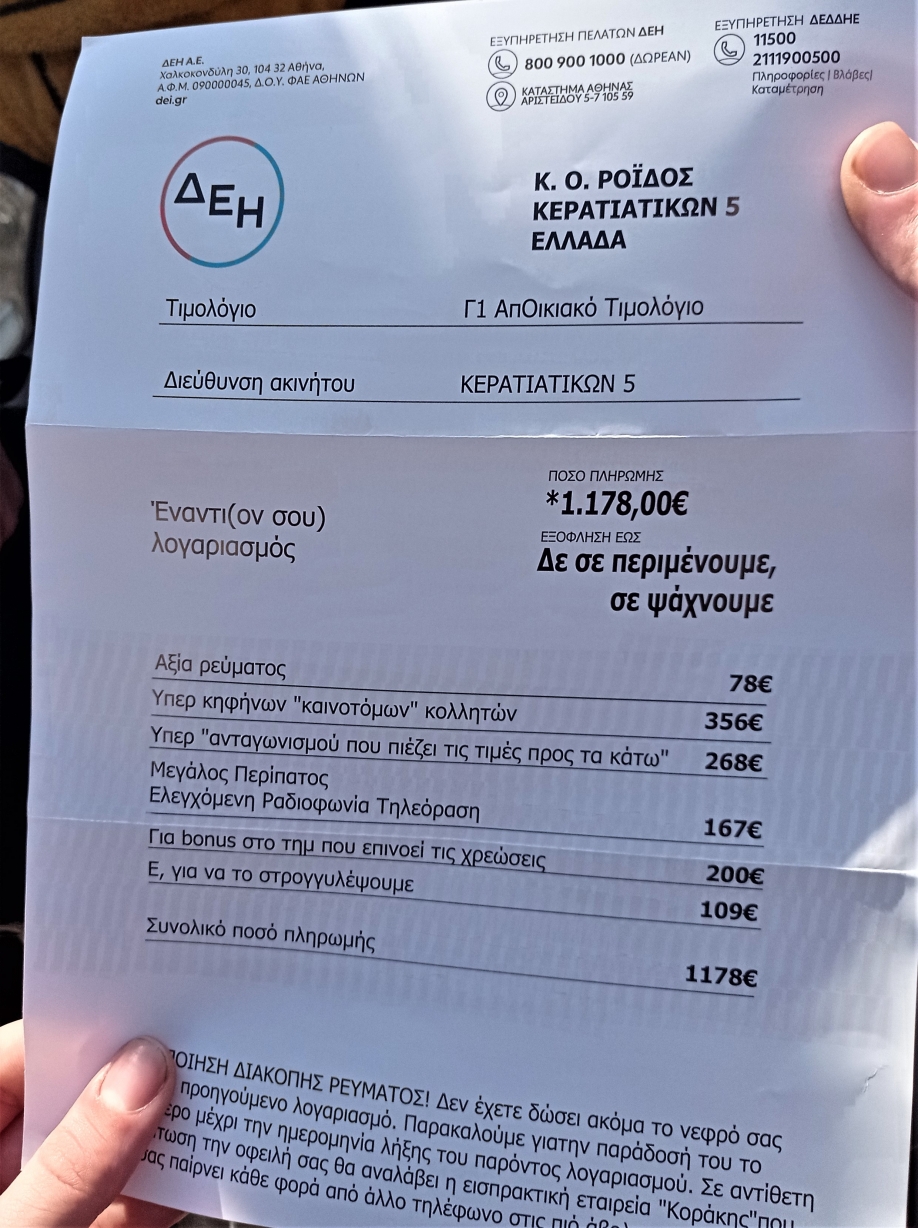 ΔΕΗ Α.Ε.
Χαλκοκονδύλη 30, 104 32 Αθήνα,
Α.Φ.Μ. 090000045, Δ.Ο.Υ. ΦΑΕ ΑΘΗΝΩΝ
dei.gr
ΕΞΥΠΗΡΕΤΗΣΗ ΠΕΛΑΤΩΝ ΔΕΗ
800 900 1000 (ΔΩΡΕΑΝ)
ΚΑΤΑΣΤΗΜΑ ΑΘΗΝΑΣ
ΑΡΙΣΤΕΙΔΟΥ 5-7 105 59
ΕΞΥΠΗΡΕΤΗΣΗ ΔΕΔΔΗΕ
11500
2111900500
Πληροφορίες | Βλάβες|
Καταμέτρηση
ΔΕΗ
Κ. Ο. ΡΟΪΔΟΣ
ΚΕΡΑΤΙΑΤΙΚΩΝ 5
ΕΛΛΑΔΑ
Τιμολόγιο Γ1 ΑπΟικιακό Τιμολόγιο
Διεύθυνση ακινήτου ΚΕΡΑΤΙΑΤΙΚΩΝ 5
Έναντι(ον σου)
λογαριασμός
ΠΟΣΟ ΠΛΗΡΩΜΗΣ
*1.178,00€
ΕΞΟΦΛΗΣΗ ΕΩΣ
Δε σε περιμένουμε,
σε ψάχνουμε
Αξία ρεύματος 78€
Υπερ κηφήνων "καινοτόμων" κολλητών 356€
Υπερ "ανταγωνισμού που πιέζει τις τιμές προς τα κάτω" 268€
Μεγάλος Περίπατος
Ελεγχόμενη Ραδιοφωνία Τηλεόραση 167€
Για bonus στο τημ που επινοεί τις χρεώσεις 200€
Ε, για να το στρογγυλέψουμε 109€
Συνολικό ποσό πληρωμής 1178€
ΠΟΙΗΣΗ ΔΙΑΚΟΠΗΣ ΡΕΥΜΑΤΟΣ! Δεν έχετε δώσει ακόμα το νεφρό σας
προηγούμενο λογαριασμό. Παρακαλούμε γιατην παράδοσή του το
μέχρι την ημερομηνία λήξης του παρόντος λογαριασμού. Σε αντίθετη
την οφειλή σας θα αναλάβει η εισπρακτική εταιρεία "Κοράκης"που
σας παίρνει κάθε φορά από άλλο τηλέφωνο στις πιό